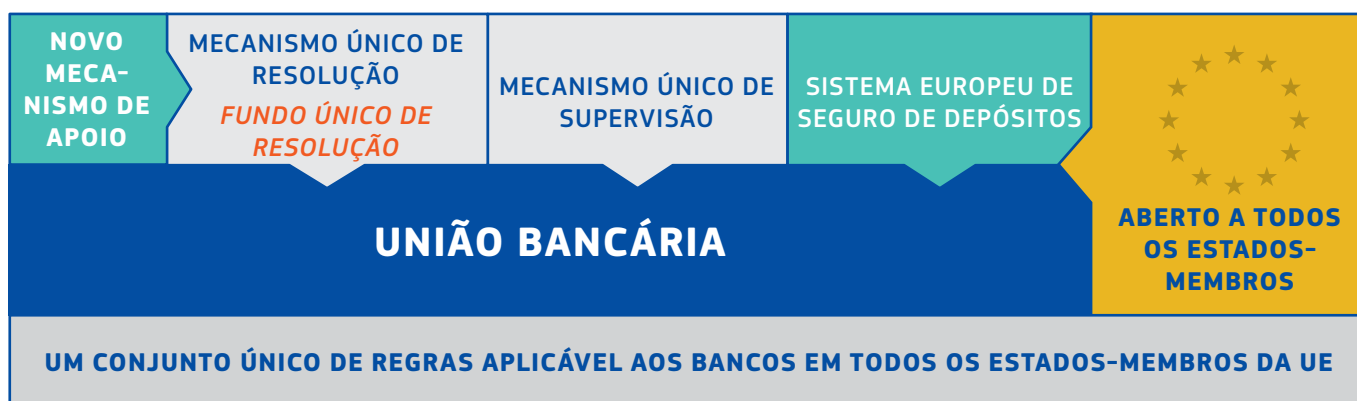 NOVO
MECA-
NISMO DE
APOIO
MECANISMO ÚNICO DE
RESOLUÇÃO
FUNDO ÚNICO DE
RESOLUÇÃO
MECANISMO ÚNICO DE
SUPERVISÃO
SISTEMA EUROPEU DE
SEGURO DE DEPÓSITOS
UNIÃO BANCÁRIA
ABERTO A TODOS
OS ESTADOS-
MEMBROS
UM CONJUNTO ÚNICO DE REGRAS APLICÁVEL AOS BANCOS EM TODOS OS ESTADOS-MEMBROS DA UE